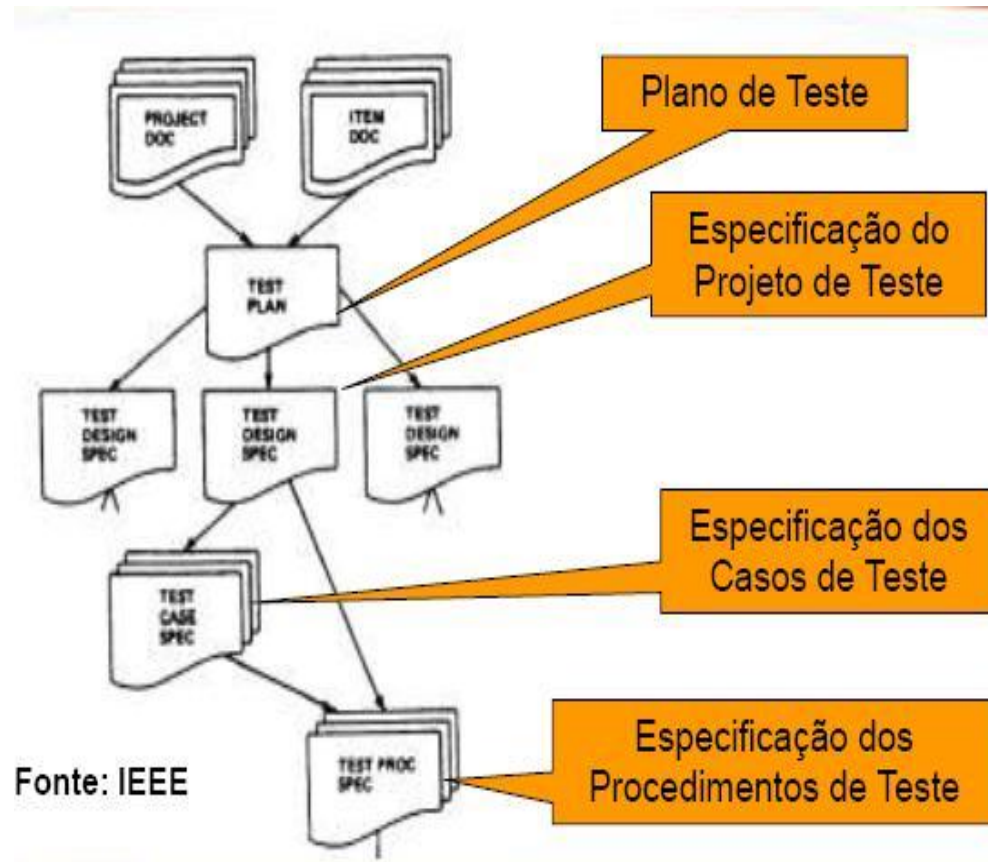 PROJECT
DOC
ITEM
DOC
Plano de Teste
TEST
PLAN
Especificação do
Projeto de Teste
TEST
DESIGN
SPEC
TEST
DESIGN
SPEC
TEST
DESIGN
SPEC
Especificação dos
Casos de Teste
TEST
CASE
SPEC
TEST PROC
SPEC
Especificação dos
Procedimentos de Teste
Fonte: IEEE